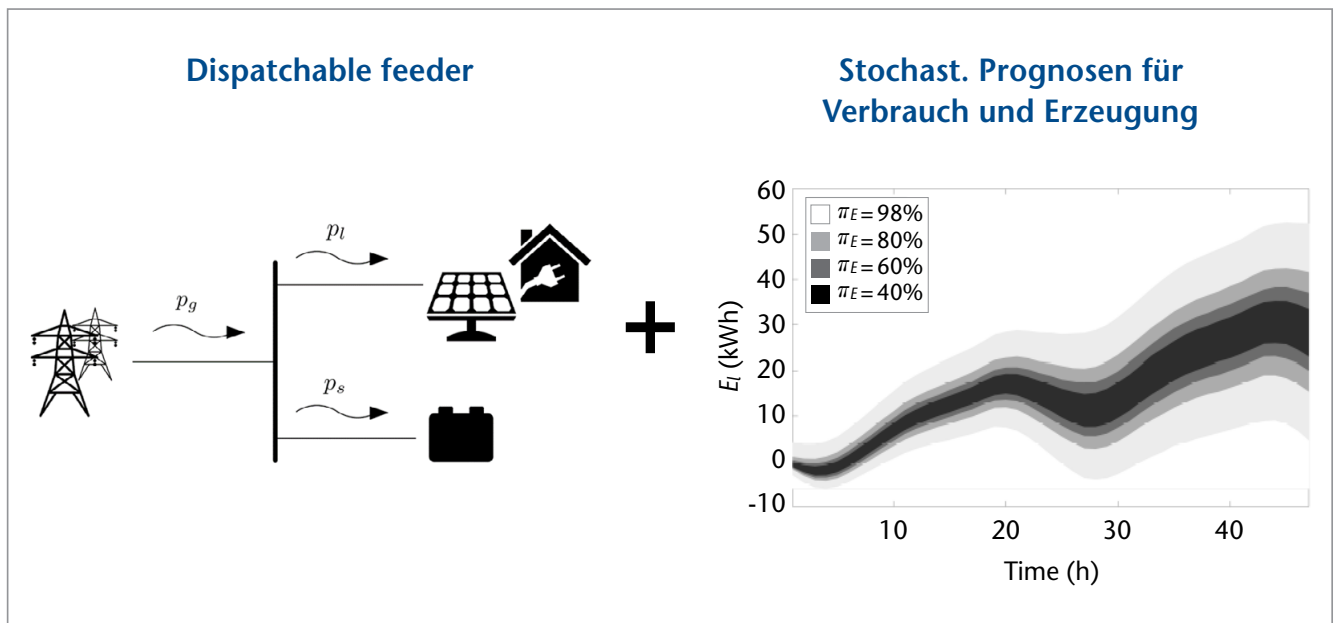 Dispatchable feeder
p_g
p_l
p_s
+
Stochast. Prognosen für
Verbrauch und Erzeugung
E_l (kWh)
60
50
40
30
20
10
0
-10
π_E = 98%
π_E = 80%
π_E = 60%
π_E = 40%
10 20 30 40
Time (h)